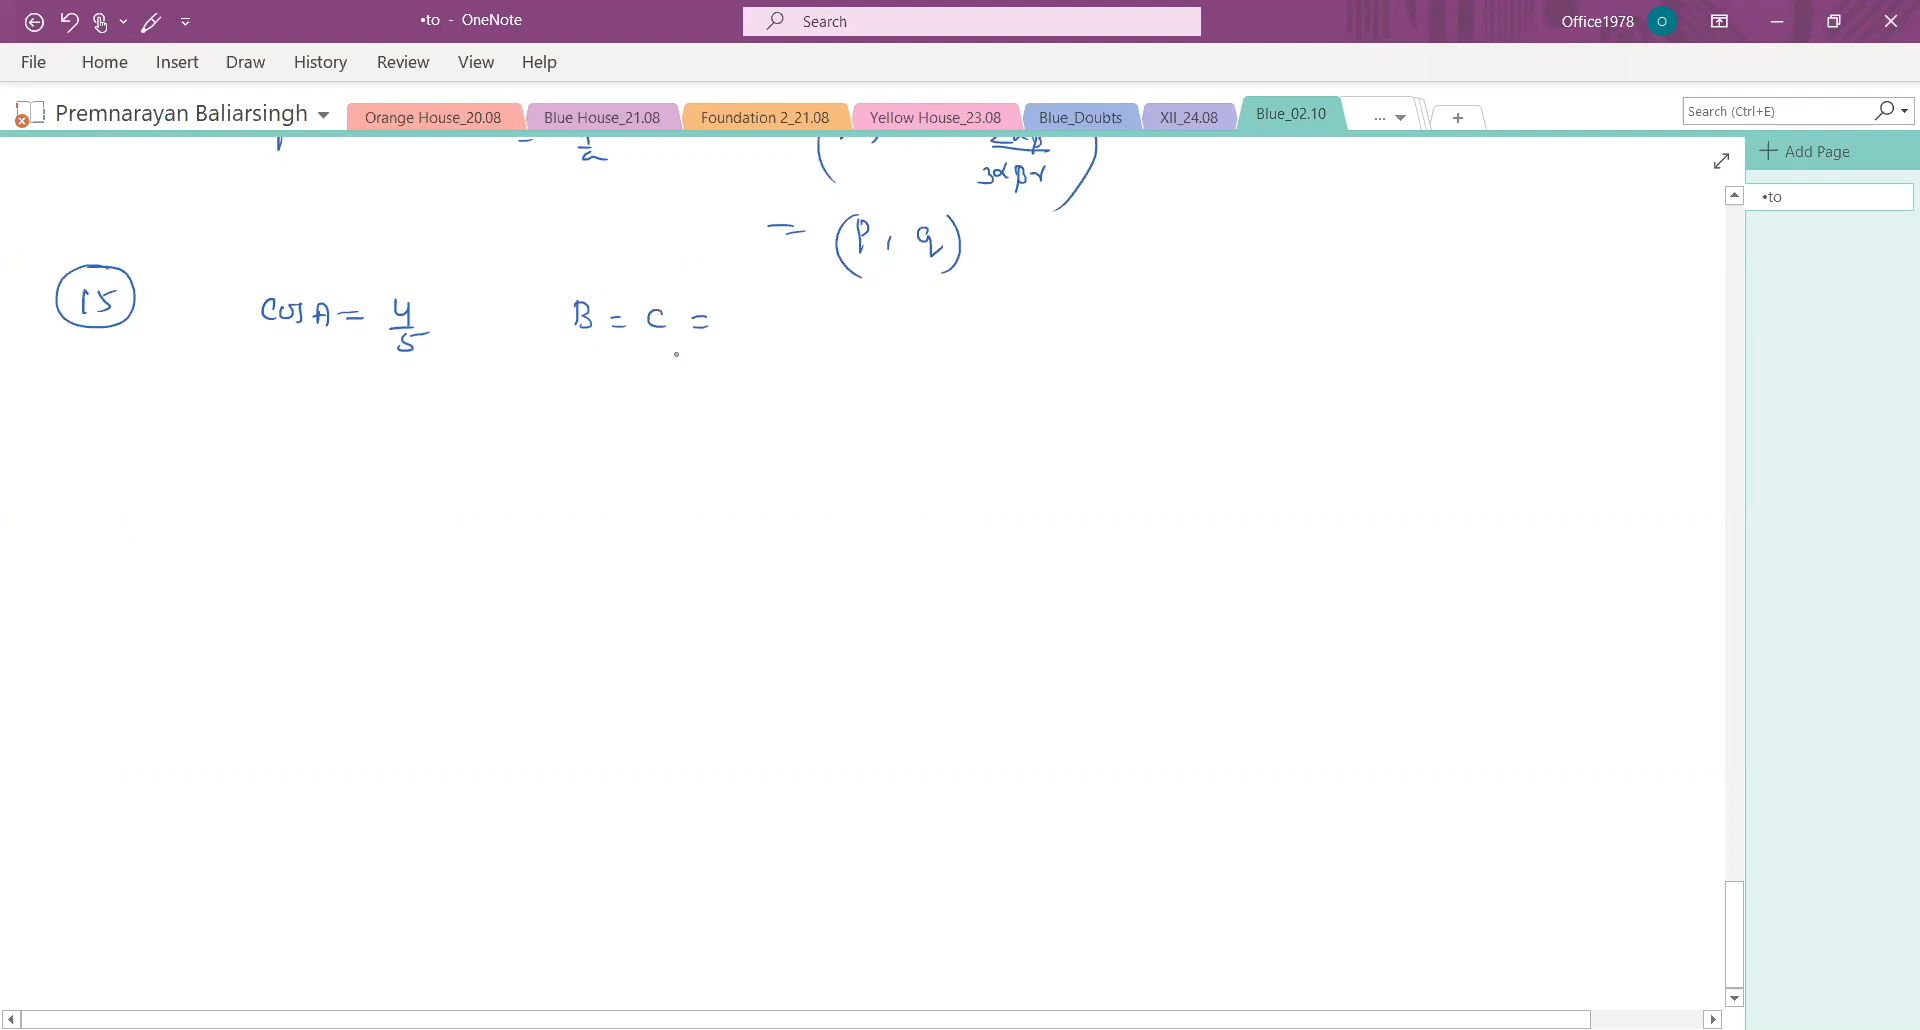 •to - OneNote
Search
Office1978
O
File Home Insert Draw History Review View Help
Premnarayan Baliarsingh
Orange House_20.08
Blue House_21.08
Foundation 2_21.08
Yellow House_23.08
Blue_Doubts
XII_24.08
Blue_02.10
...
+
Search (Ctrl+E)
Add Page
•to
3αβγ
= (p, q)
15
cos A = 4/5
B = C =